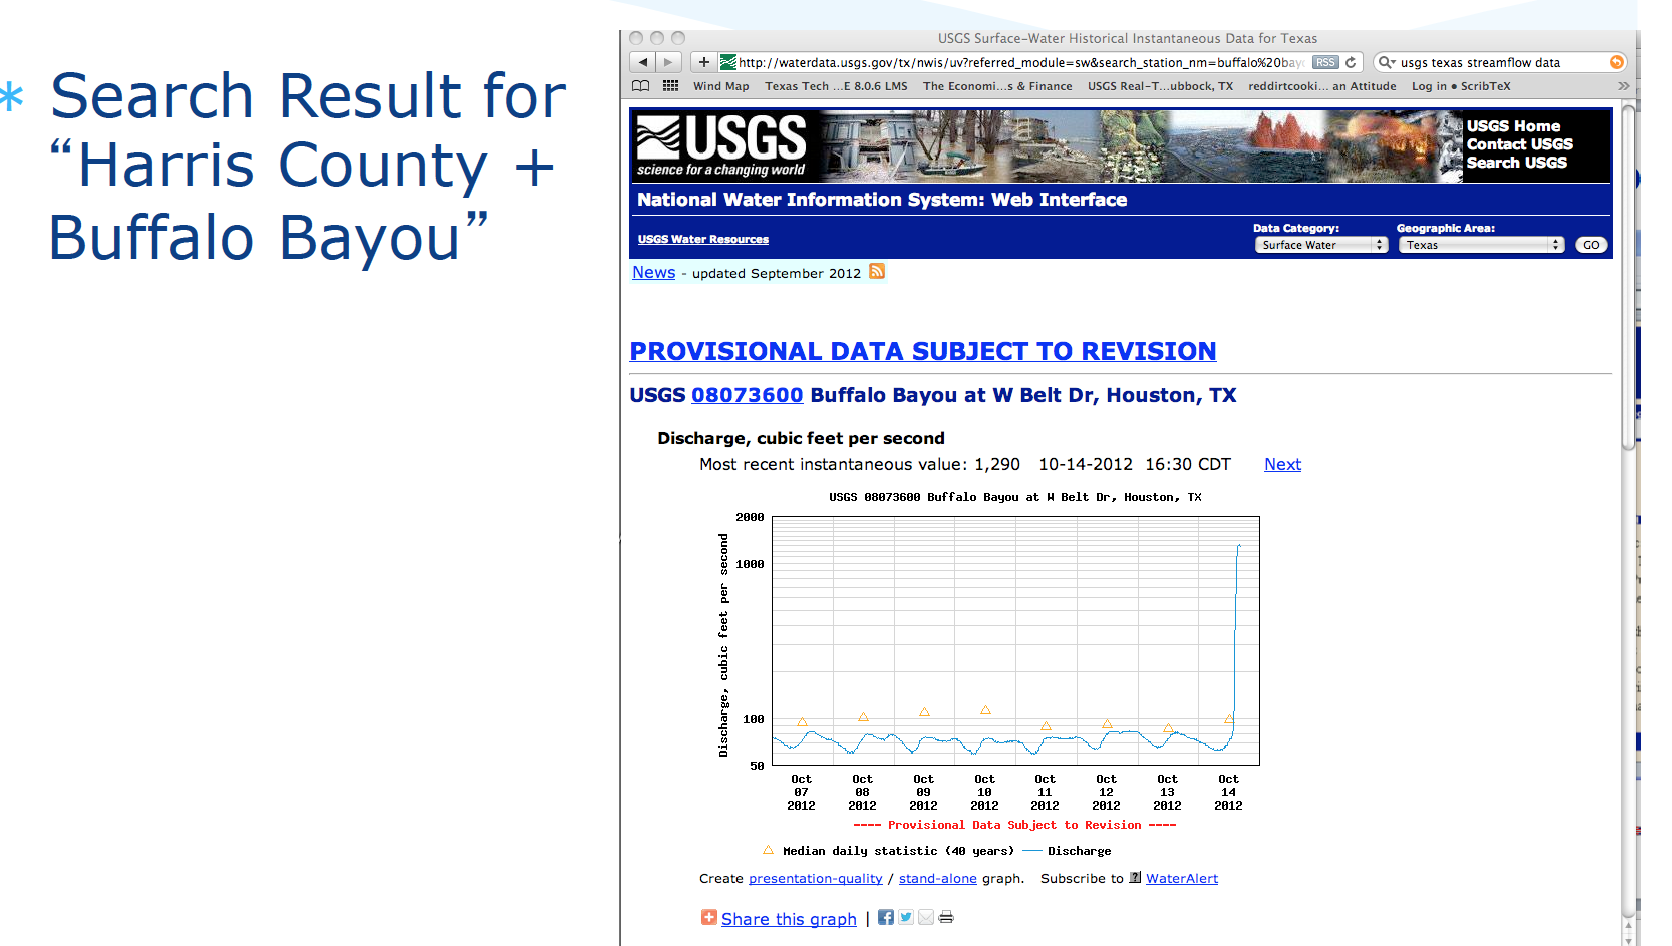 * Search Result for
“Harris County +
Buffalo Bayou”
USGS Surface-Water Historical Instantaneous Data for Texas
+ http://waterdata.usgs.gov/tx/nwis/uv?referred_module=sw&search_station_nm=buffalo%20bay RSS usgs texas streamflow data
Wind Map Texas Tech ...E 8.0.6 LMS The Economi...s & Finance USGS Real-T...ubbock, TX reddirtcooki... an Attitude Log in • ScribTeX >>
USGS
science for a changing world
USGS Home
Contact USGS
Search USGS
National Water Information System: Web Interface
USGS Water Resources
Data Category:
Surface Water
Geographic Area:
Texas
GO
News - updated September 2012
PROVISIONAL DATA SUBJECT TO REVISION
USGS 08073600 Buffalo Bayou at W Belt Dr, Houston, TX
Discharge, cubic feet per second
Most recent instantaneous value: 1,290 10-14-2012 16:30 CDT Next
USGS 08073600 Buffalo Bayou at W Belt Dr, Houston, TX
Discharge, cubic feet per second
2000
1000
100
50
Oct 07 2012
Oct 08 2012
Oct 09 2012
Oct 10 2012
Oct 11 2012
Oct 12 2012
Oct 13 2012
Oct 14 2012
---- Provisional Data Subject to Revision ----
Median daily statistic (40 years) Discharge
Create presentation-quality / stand-alone graph. Subscribe to ? WaterAlert
Share this graph |